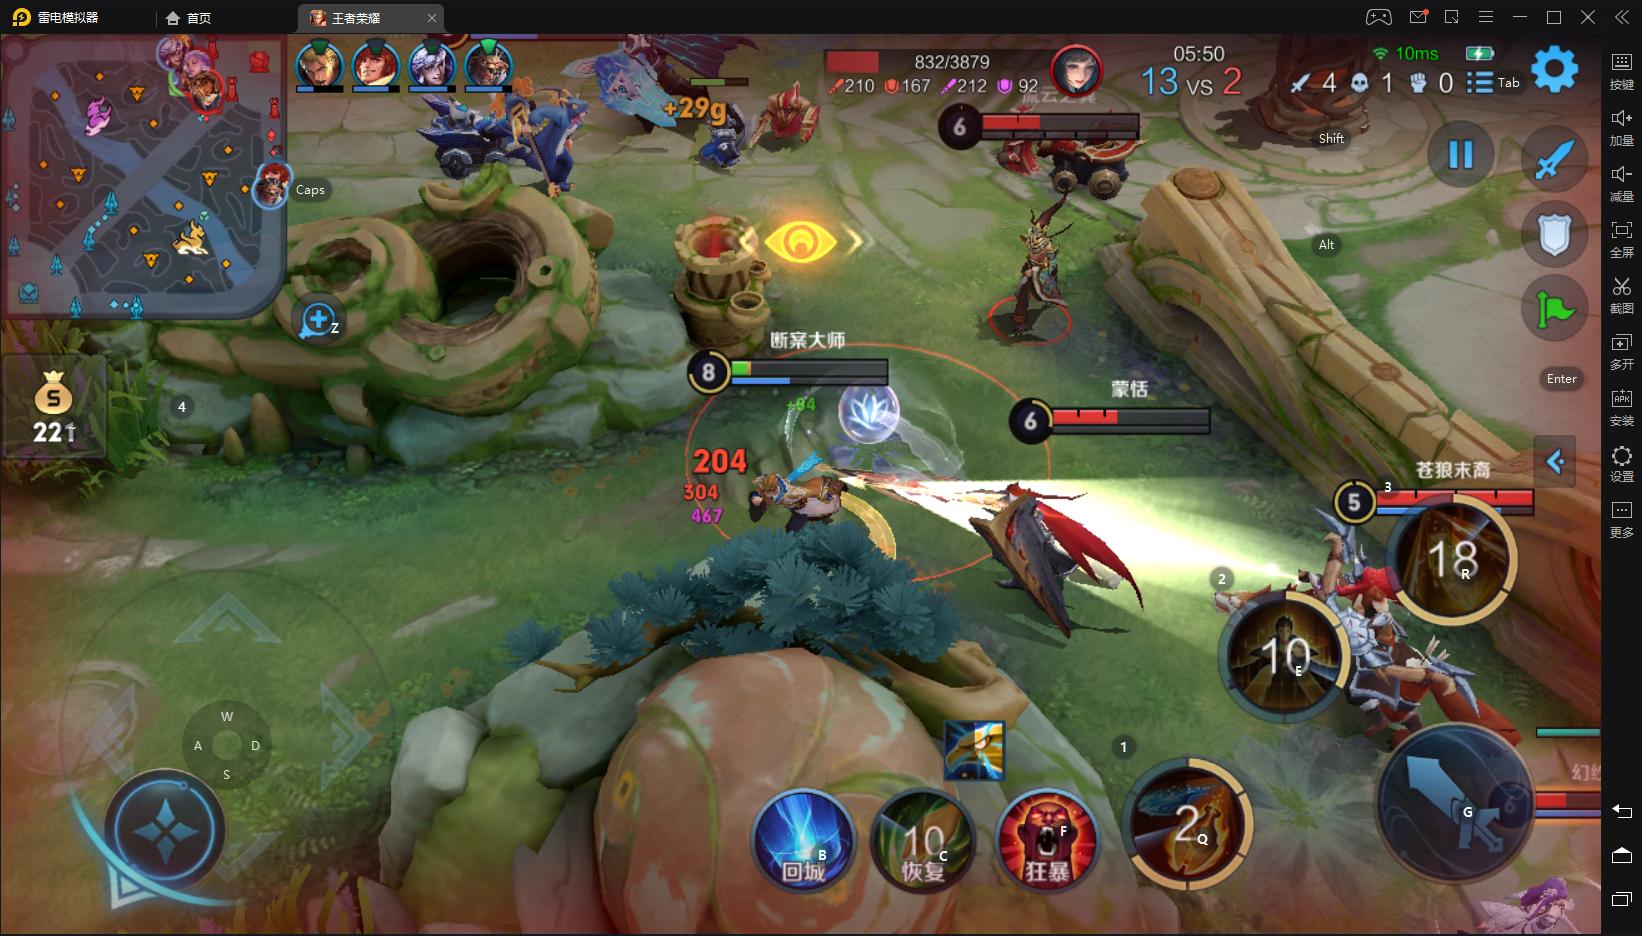 雷电模拟器
首页
王者荣耀
832/3879
210 167 212 92
05:50
13 VS 2
10ms
4 1 0
Tab
+29g
6
Shift
按键
加量
减量
全屏
截图
多开
安装
设置
更多
Caps
Alt
Z
断案大师
8
+84
Enter
蒙恬
6
4
221
204
304
467
苍狼末裔
5
3
18
R
2
10
E
W
A D
S
1
2
Q
G
B
回城
10
C
恢复
F
狂暴